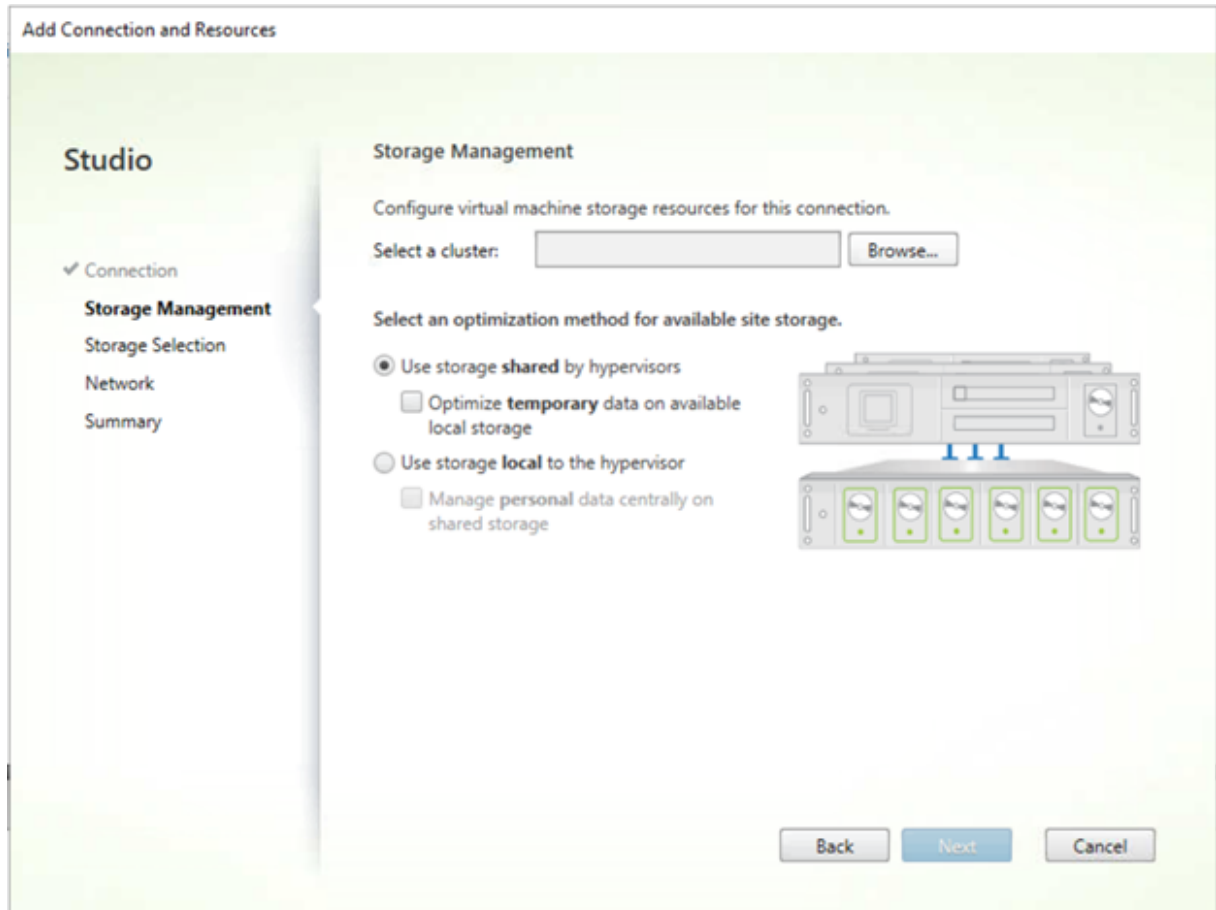 Add Connection and Resources
Studio
✔ Connection
Storage Management
Storage Selection
Network
Summary
Storage Management
Configure virtual machine storage resources for this connection.
Select a cluster:
Browse...
Select an optimization method for available site storage.
Use storage shared by hypervisors
Optimize temporary data on available
local storage
Use storage local to the hypervisor
Manage personal data centrally on
shared storage
Back
Next
Cancel